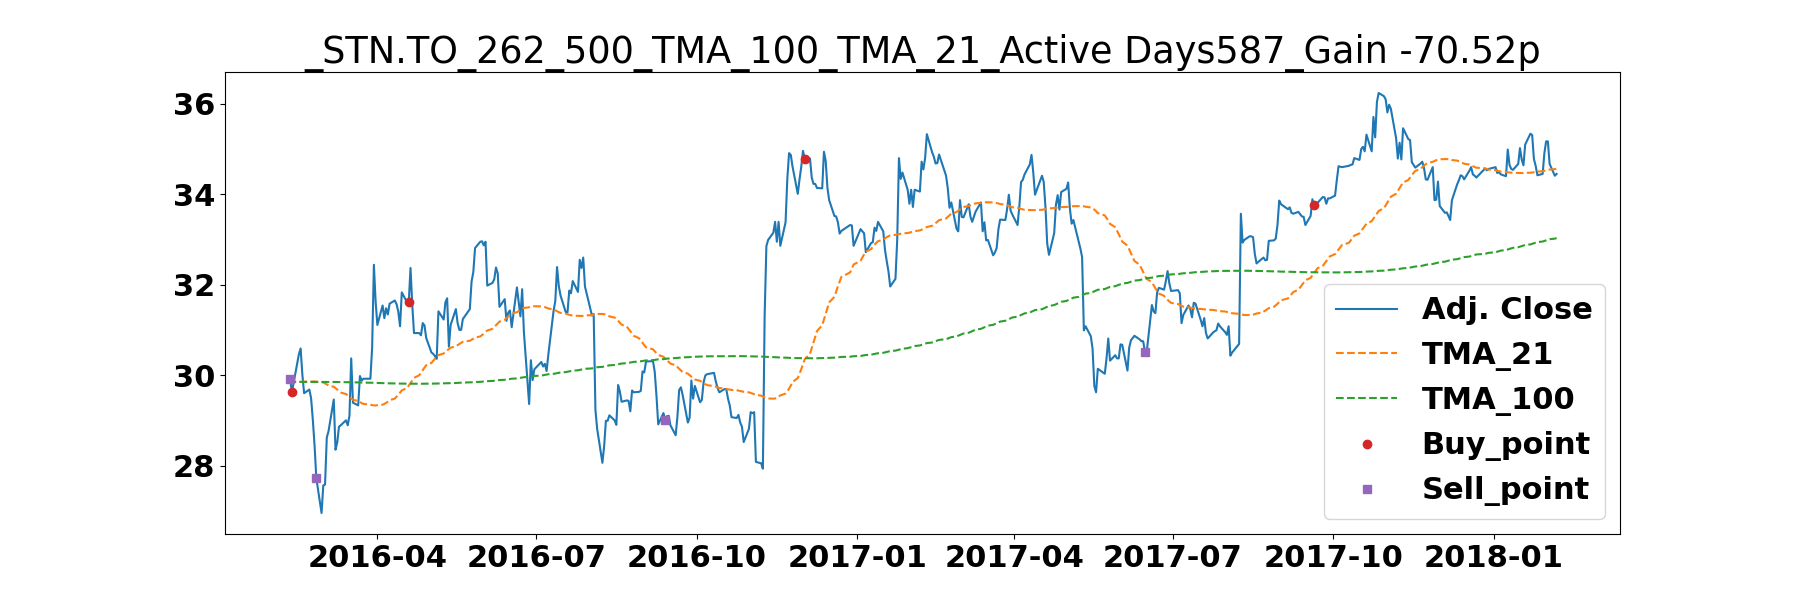 _STN.TO_262_500_TMA_100_TMA_21_Active Days587_Gain -70.52p
36
34
32
30
28
Adj. Close
TMA_21
TMA_100
Buy_point
Sell_point
2016-04 2016-07 2016-10 2017-01 2017-04 2017-07 2017-10 2018-01